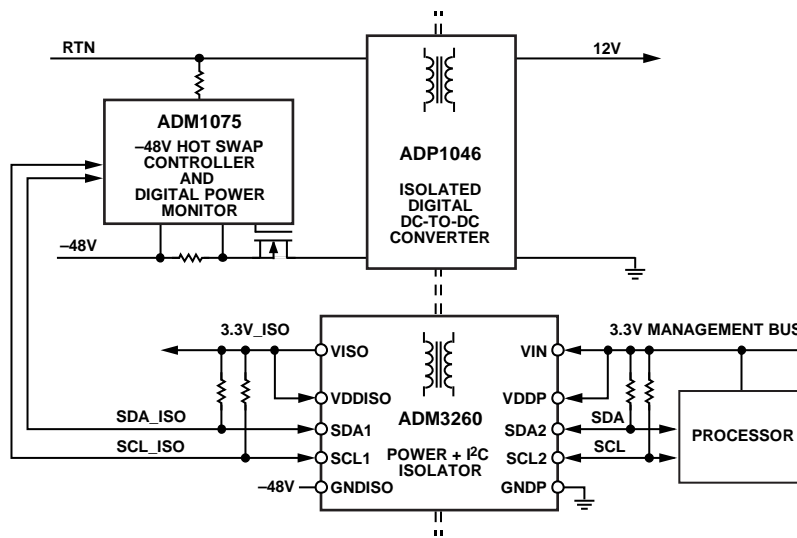 RTN
12V
ADM1075
–48V HOT SWAP
CONTROLLER
AND
DIGITAL POWER
MONITOR
ADP1046
ISOLATED
DIGITAL
DC-TO-DC
CONVERTER
–48V
3.3V_ISO
3.3V MANAGEMENT BUS
VISO
VIN
VDDISO
VDDP
ADM3260
SDA_ISO
SDA1
SDA2
SDA
PROCESSOR
POWER + I²C
ISOLATOR
SCL_ISO
SCL1
SCL2
SCL
–48V
GNDISO
GNDP